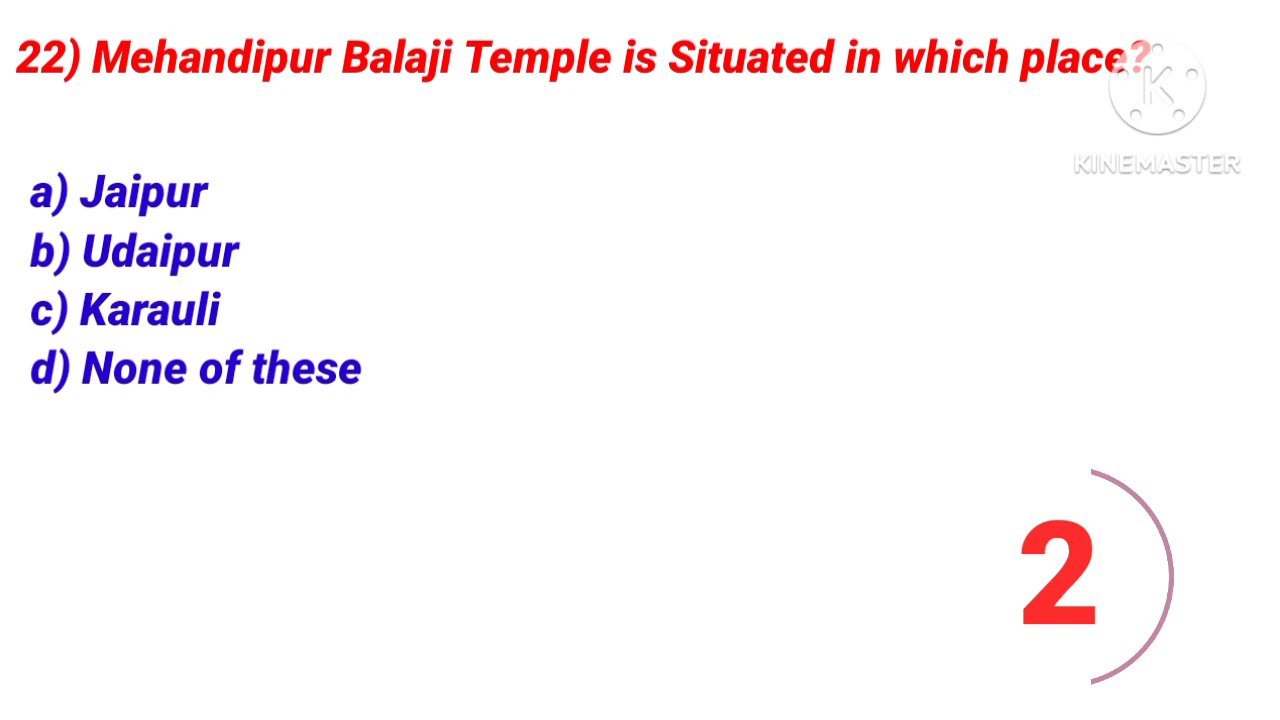 22) Mehandipur Balaji Temple is Situated in which place?
K
KINEMASTER
a) Jaipur
b) Udaipur
c) Karauli
d) None of these
2